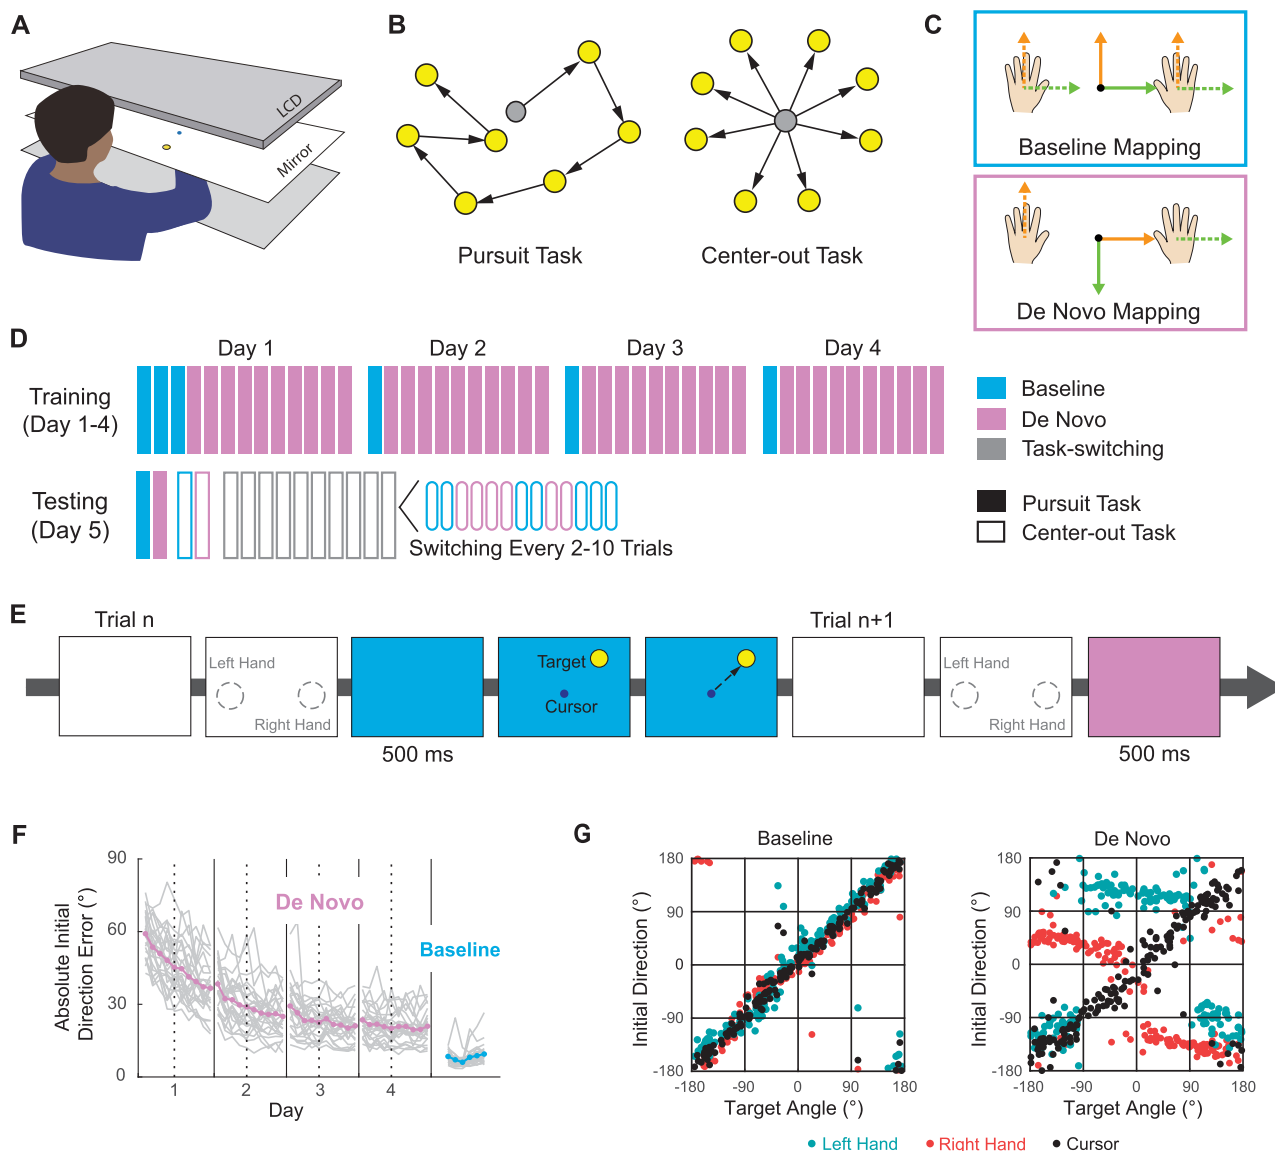 A
LCD
Mirror
B
Pursuit Task
Center-out Task
C
Baseline Mapping
De Novo Mapping
D
Day 1
Day 2
Day 3
Day 4
Training
(Day 1-4)
Testing
(Day 5)
Switching Every 2-10 Trials
Baseline
De Novo
Task-switching
Pursuit Task
Center-out Task
E
Trial n
Trial n+1
Left Hand
Right Hand
Target
Cursor
Left Hand
Right Hand
500 ms
500 ms
F
Absolute Initial
Direction Error (°)
90
60
30
0
De Novo
Baseline
1
2
3
4
Day
G
Baseline
Initial Direction (°)
180
90
0
-90
-180
-180
-90
0
90
180
Target Angle (°)
De Novo
Initial Direction (°)
180
90
0
-90
-180
-180
-90
0
90
180
Target Angle (°)
Left Hand
Right Hand
Cursor